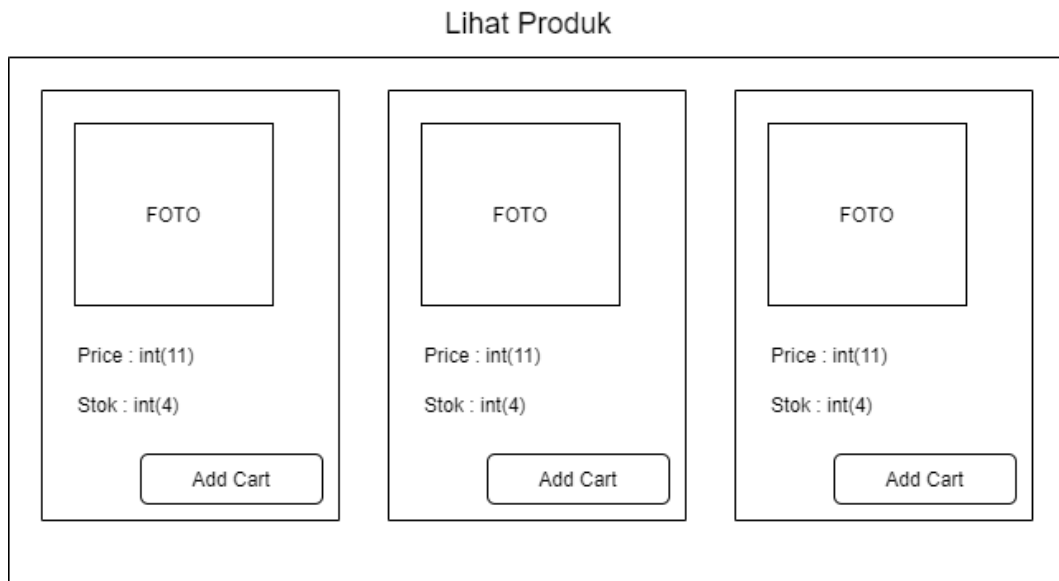 Lihat Produk
FOTO
Price : int(11)
Stok : int(4)
Add Cart
FOTO
Price : int(11)
Stok : int(4)
Add Cart
FOTO
Price : int(11)
Stok : int(4)
Add Cart